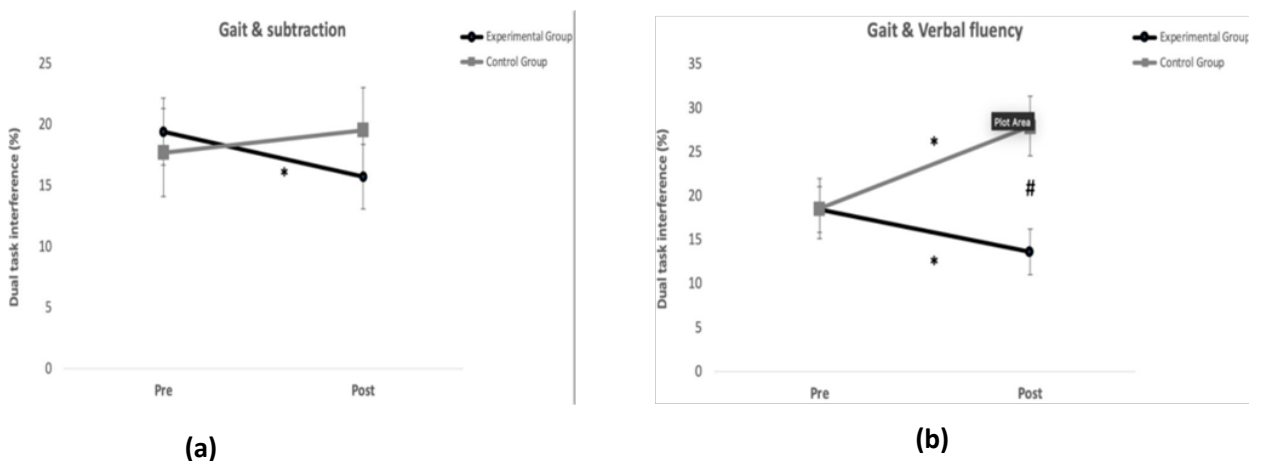 Gait & subtraction
Experimental Group
Control Group
25
20
15
10
5
0
Dual task interference (%)
*
Pre
Post
(a)
Gait & Verbal fluency
Experimental Group
Control Group
35
30
25
20
15
10
5
0
Dual task interference (%)
Plot Area
*
#
*
Pre
Post
(b)